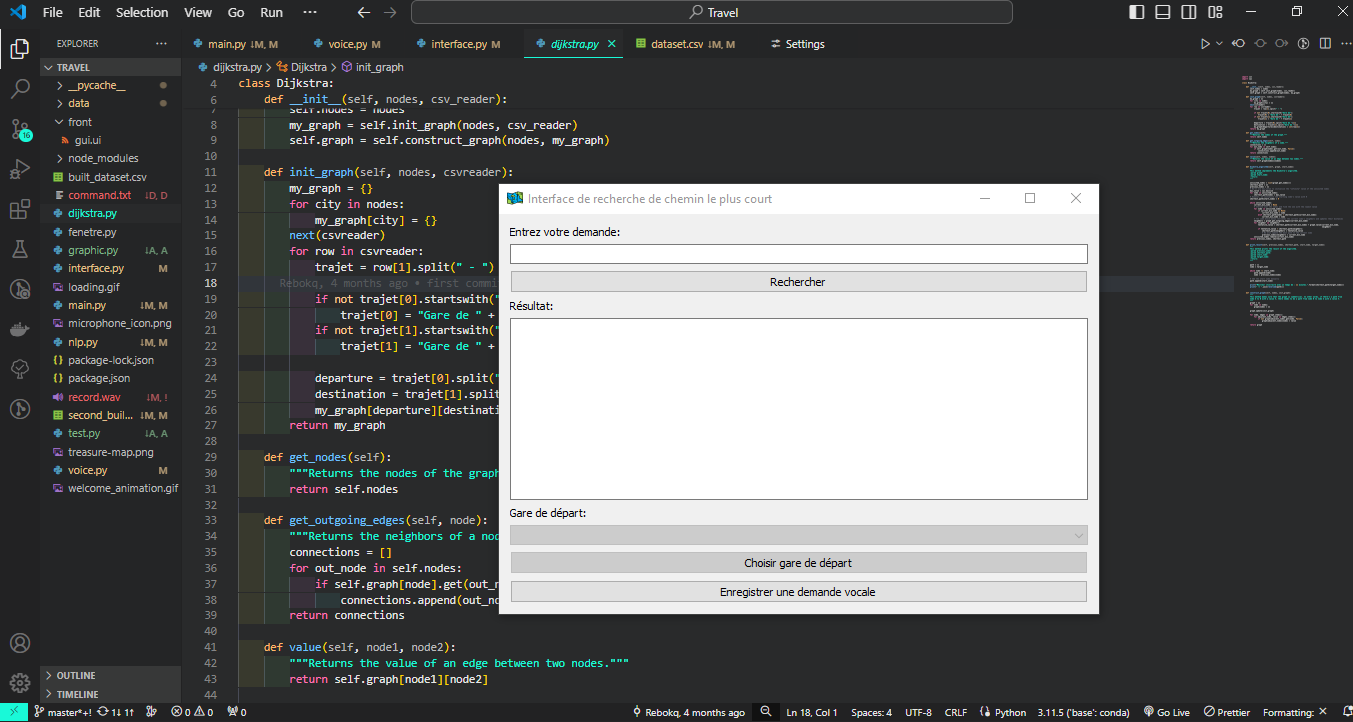 File Edit Selection View Go Run ··· Travel
EXPLORER ···
TRAVEL
__pycache__
data
front
gui.ui
node_modules
built_dataset.csv
command.txt ↓D, D
dijkstra.py
fenetre.py
graphic.py ↓A, A
interface.py M
loading.gif
main.py ↓M, M
microphone_icon.png
nlp.py ↓M, M
package-lock.json
package.json
record.wav ↓M, !
second_buil... ↓M, M
test.py ↓A, A
treasure-map.png
voice.py M
welcome_animation.gif
OUTLINE
TIMELINE
16
main.py ↓M, M voice.py M interface.py M dijkstra.py dataset.csv ↓M, M Settings
dijkstra.py > Dijkstra > init_graph
4 class Dijkstra:
6 def __init__(self, nodes, csv_reader):
7 self.nodes = nodes
8 my_graph = self.init_graph(nodes, csv_reader)
9 self.graph = self.construct_graph(nodes, my_graph)
10
11 def init_graph(self, nodes, csvreader):
12 my_graph = {}
13 for city in nodes:
14 my_graph[city] = {}
15 next(csvreader)
16 for row in csvreader:
17 trajet = row[1].split(" - ")
18 Rebokq, 4 months ago • first commi
19 if not trajet[0].startswith("
20 trajet[0] = "Gare de " +
21 if not trajet[1].startswith("
22 trajet[1] = "Gare de " +
23
24 departure = trajet[0].split("
25 destination = trajet[1].split
26 my_graph[departure][destinati
27 return my_graph
28
29 def get_nodes(self):
30 """Returns the nodes of the graph
31 return self.nodes
32
33 def get_outgoing_edges(self, node):
34 """Returns the neighbors of a nod
35 connections = []
36 for out_node in self.nodes:
37 if self.graph[node].get(out_n
38 connections.append(out_no
39 return connections
40
41 def value(self, node1, node2):
42 """Returns the value of an edge between two nodes."""
43 return self.graph[node1][node2]
44
Interface de recherche de chemin le plus court
Entrez votre demande:
Rechercher
Résultat:
Gare de départ:
Choisir gare de départ
Enregistrer une demande vocale
master*+! 1↓ 1↑ 0 0 0 Rebokq, 4 months ago Ln 18, Col 1 Spaces: 4 UTF-8 CRLF Python 3.11.5 ('base': conda) Go Live Prettier Formatting: ×